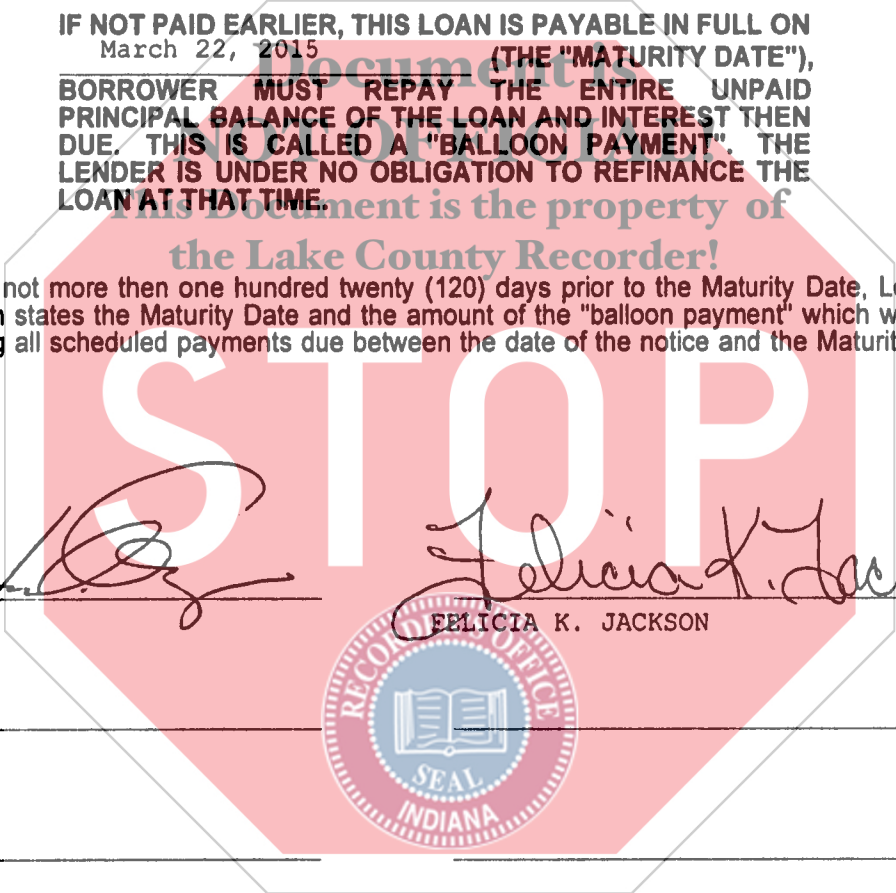 IF NOT PAID EARLIER, THIS LOAN IS PAYABLE IN FULL ON
March 22, 2015 (THE "MATURITY DATE"),
BORROWER MUST REPAY THE ENTIRE UNPAID
PRINCIPAL BALANCE OF THE LOAN AND INTEREST THEN
DUE. THIS IS CALLED A "BALLOON PAYMENT". THE
LENDER IS UNDER NO OBLIGATION TO REFINANCE THE
LOAN AT THAT TIME.
Document is
NOT OFFICIAL!
This Document is the property of
the Lake County Recorder!
not more then one hundred twenty (120) days prior to the Maturity Date, L
states the Maturity Date and the amount of the "balloon payment" which w
all scheduled payments due between the date of the notice and the Maturit
STOP
Felicia K. Jac
FELICIA K. JACKSON
RECORDER'S OFFICE
SEAL
INDIANA